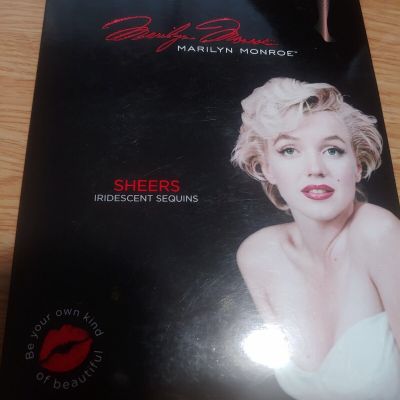 Marilyn Monroe
MARILYN MONROE™
SHEERS
IRIDESCENT SEQUINS
Be your own kind
of beautiful